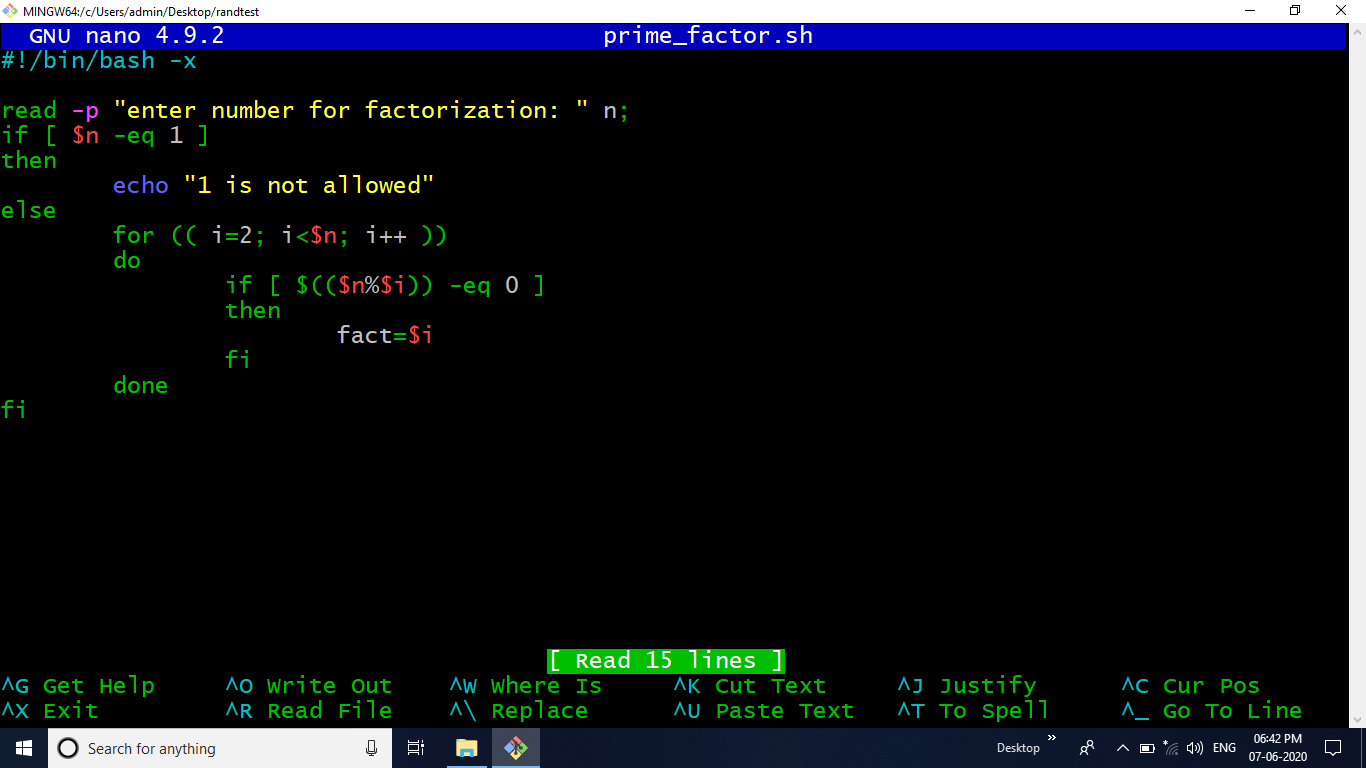 MINGW64:/c/Users/admin/Desktop/randtest
GNU nano 4.9.2 prime_factor.sh
#!/bin/bash -x
read -p "enter number for factorization: " n;
if [ $n -eq 1 ]
then
echo "1 is not allowed"
else
for (( i=2; i<$n; i++ ))
do
if [ $(($n%$i)) -eq 0 ]
then
fact=$i
fi
done
fi
[ Read 15 lines ]
^G Get Help ^O Write Out ^W Where Is ^K Cut Text ^J Justify ^C Cur Pos
^X Exit ^R Read File ^\ Replace ^U Paste Text ^T To Spell ^_ Go To Line
Search for anything Desktop ENG 06:42 PM
07-06-2020